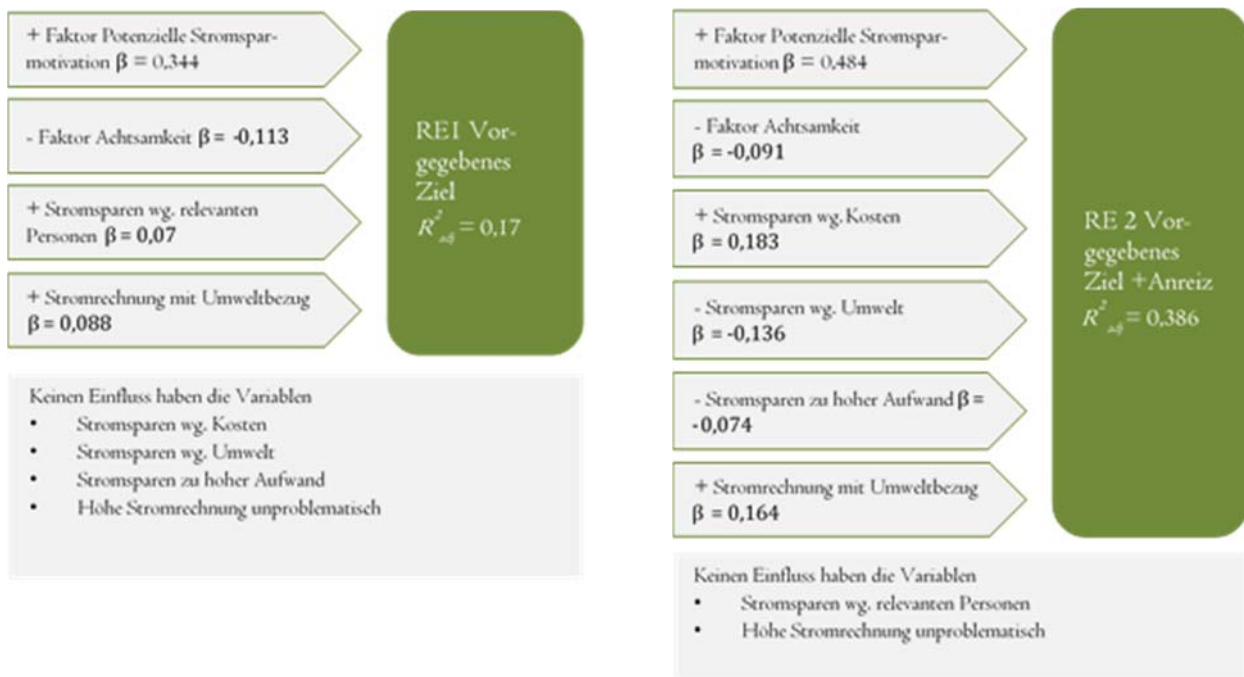 + Faktor Potenzielle Stromspar-
motivation β = 0,344
- Faktor Achtsamkeit β = -0,113
+ Stromsparen wg. relevanten
Personen β = 0,07
+ Stromrechnung mit Umweltbezug
β = 0,088
RE1 Vor-
gegebenes
Ziel
R²adj = 0,17
Keinen Einfluss haben die Variablen
• Stromsparen wg. Kosten
• Stromsparen wg. Umwelt
• Stromsparen zu hoher Aufwand
• Höhe Stromrechnung unproblematisch
+ Faktor Potenzielle Stromspar-
motivation β = 0,484
- Faktor Achtsamkeit
β = -0,091
+ Stromsparen wg. Kosten
β = 0,183
- Stromsparen wg. Umwelt
β = -0,136
- Stromsparen zu hoher Aufwand β =
-0,074
+ Stromrechnung mit Umweltbezug
β = 0,164
RE 2 Vor-
gegebenes
Ziel +Anreiz
R²adj = 0,386
Keinen Einfluss haben die Variablen
• Stromsparen wg. relevanten Personen
• Höhe Stromrechnung unproblematisch